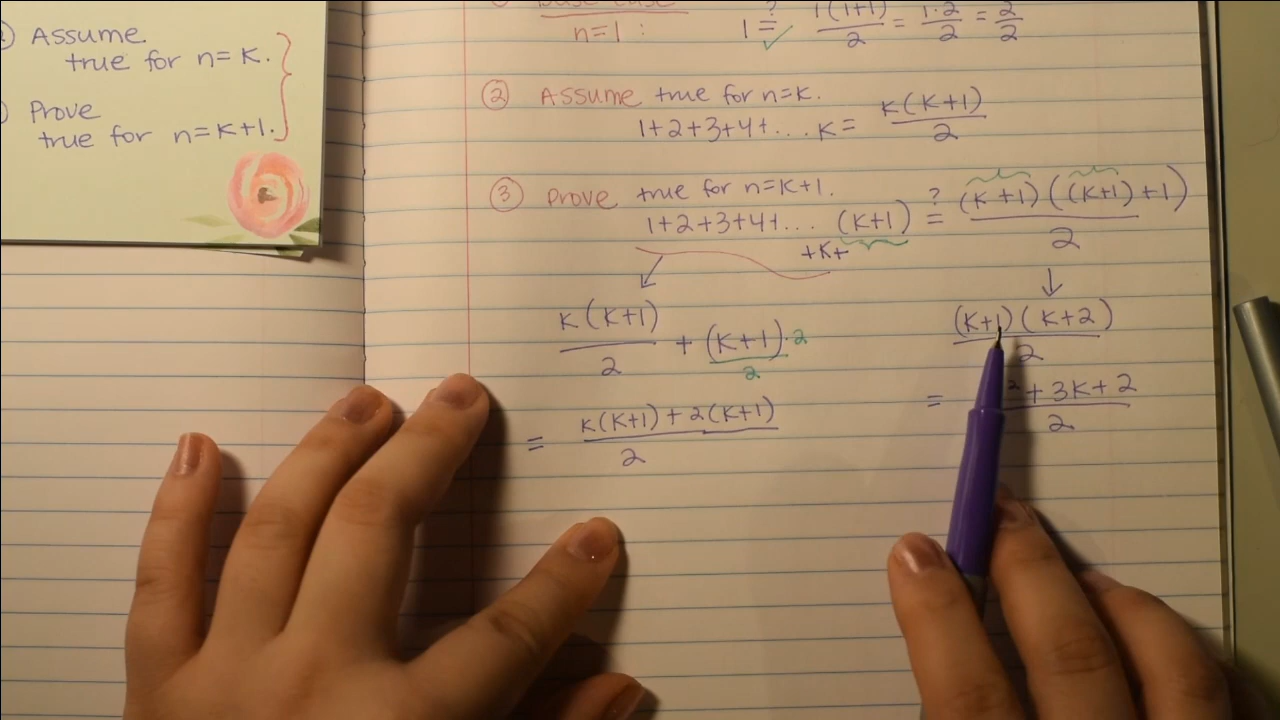 Assume
true for n=K.
Prove
true for n=K+1.
n=1 :
1 ?= 1(1+1)/2 = 1·2/2 = 2/2
② Assume true for n=K.
1+2+3+4+... K = K(K+1)/2
③ Prove true for n=K+1.
1+2+3+4+... (K+1) ?= (K+1)((K+1)+1)/2
+K+
K(K+1)/2 + (K+1)·2/2
(K+1)(K+2)/2
= K(K+1)+2(K+1)/2
= ²+3K+2/2